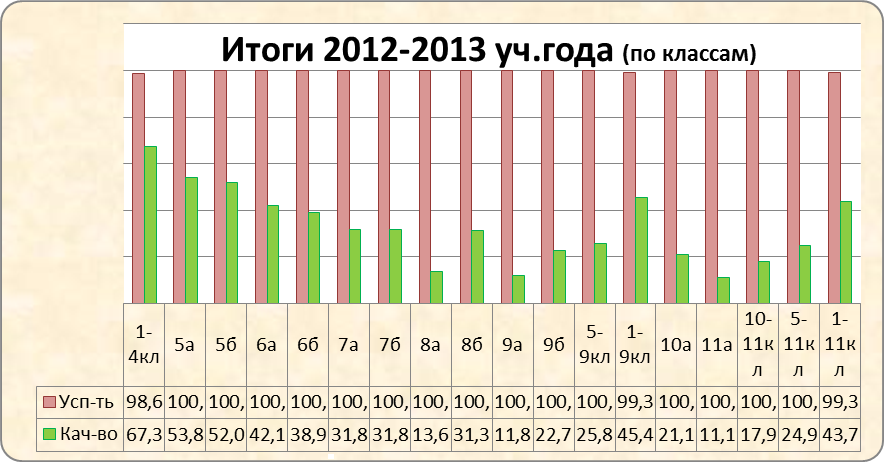 Итоги 2012-2013 уч.года (по классам)
1-4кл 5а 5б 6а 6б 7а 7б 8а 8б 9а 9б 5-9кл 1-9кл 10а 11а 10-11кл 5-11кл 1-11кл
Усп-ть 98,6 100, 100, 100, 100, 100, 100, 100, 100, 100, 100, 100, 99,3 100, 100, 100, 100, 99,3
Кач-во 67,3 53,8 52,0 42,1 38,9 31,8 31,8 13,6 31,3 11,8 22,7 25,8 45,4 21,1 11,1 17,9 24,9 43,7